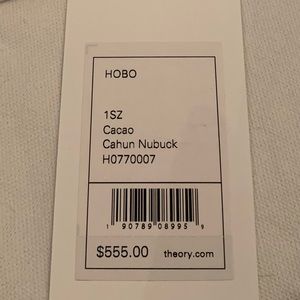 HOBO
1SZ
Cacao
Cahun Nubuck
H0770007
1 90789 08995 9
$555.00 theory.com